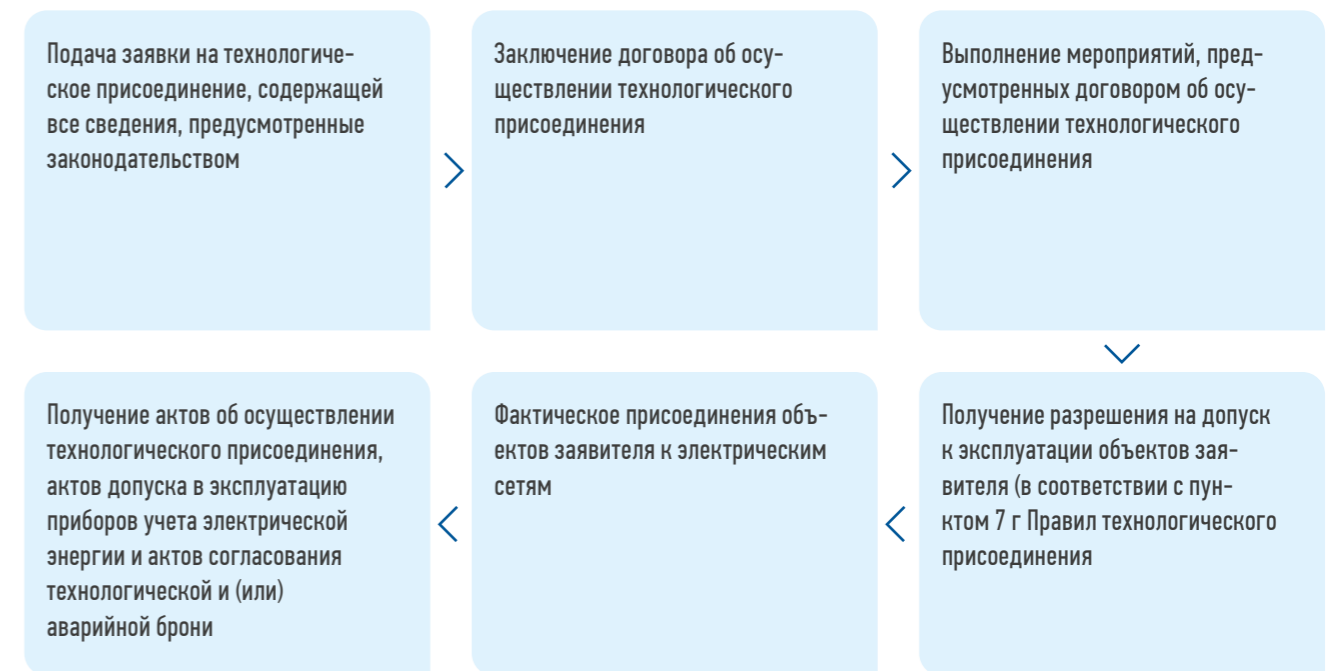 Подача заявки на технологиче-
ское присоединение, содержащей
все сведения, предусмотренные
законодательством
Заключение договора об осу-
ществлении технологического
присоединения
Выполнение мероприятий, пред-
усмотренных договором об осу-
ществлении технологического
присоединения
Получение разрешения на допуск
к эксплуатации объектов зая-
вителя (в соответствии с пун-
ктом 7 г Правил технологического
присоединения
Фактическое присоединения объ-
ектов заявителя к электрическим
сетям
Получение актов об осуществлении
технологического присоединения,
актов допуска в эксплуатацию
приборов учета электрической
энергии и актов согласования
технологической и (или)
аварийной брони